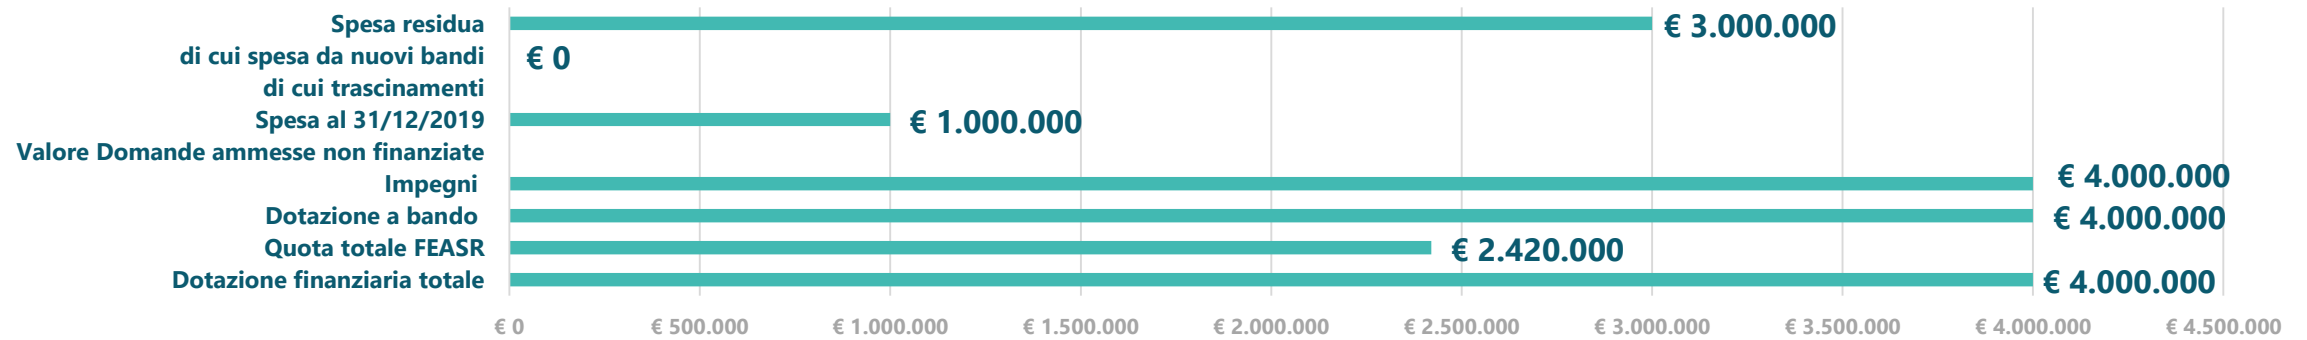 Spesa residua € 3.000.000
di cui spesa da nuovi bandi € 0
di cui trascinamenti
Spesa al 31/12/2019 € 1.000.000
Valore Domande ammesse non finanziate
Impegni € 4.000.000
Dotazione a bando € 4.000.000
Quota totale FEASR € 2.420.000
Dotazione finanziaria totale € 4.000.000
€ 0 € 500.000 € 1.000.000 € 1.500.000 € 2.000.000 € 2.500.000 € 3.000.000 € 3.500.000 € 4.000.000 € 4.500.000